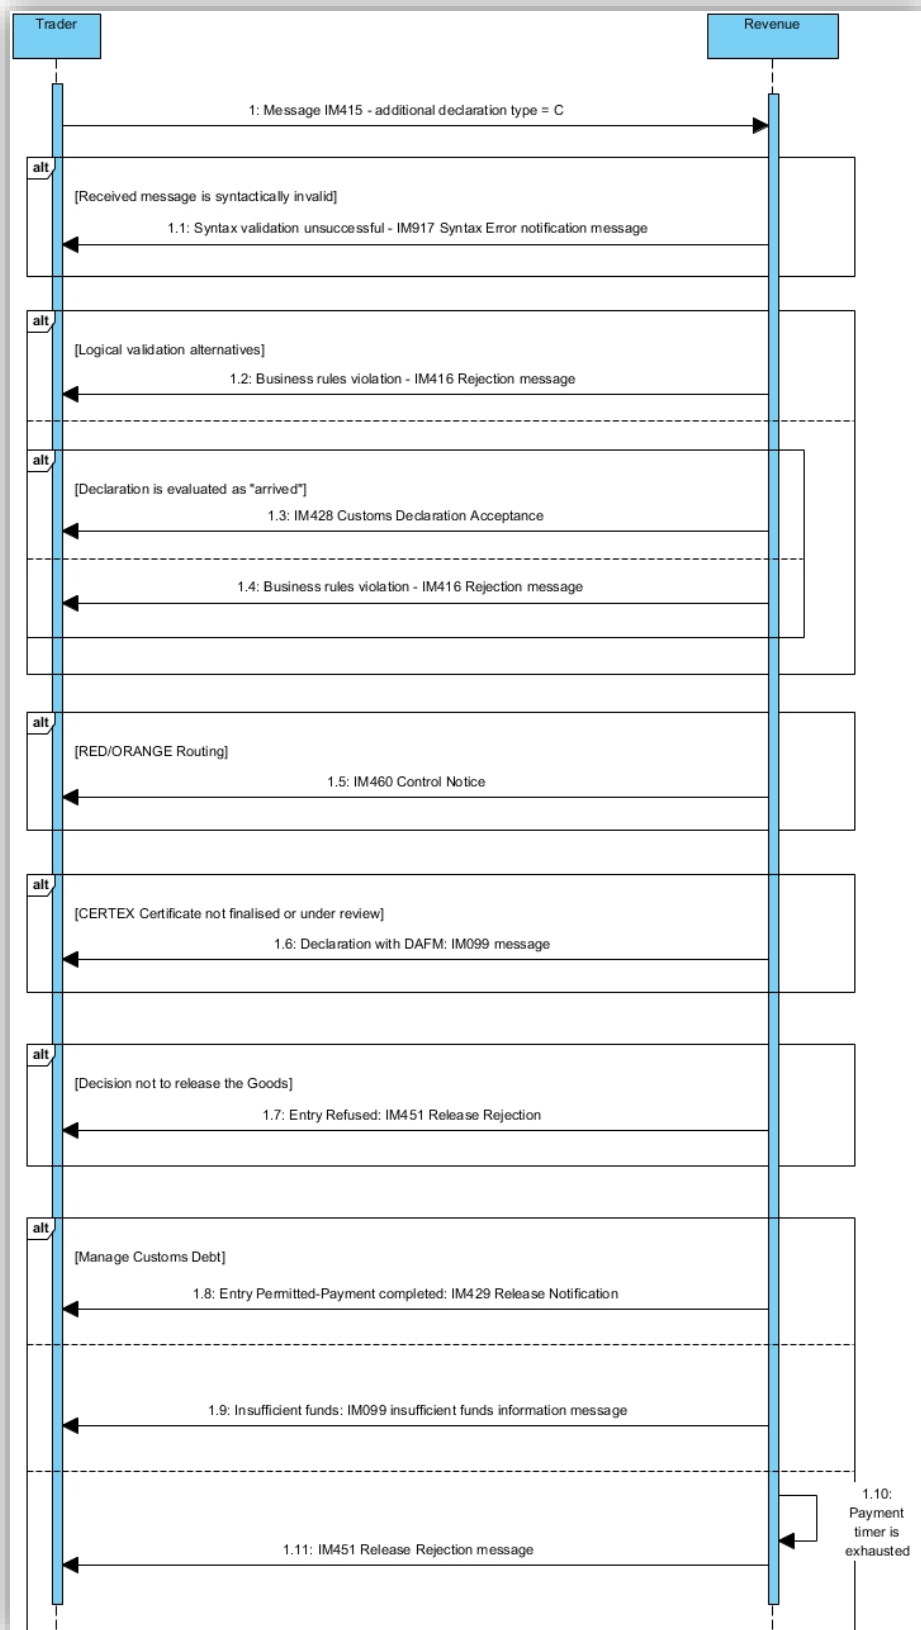 Trader
Revenue
1: Message IM415 - additional declaration type = C
alt
[Received message is syntactically invalid]
1.1: Syntax validation unsuccessful - IM917 Syntax Error notification message
alt
[Logical validation alternatives]
1.2: Business rules violation - IM416 Rejection message
alt
[Declaration is evaluated as "arrived"]
1.3: IM428 Customs Declaration Acceptance
1.4: Business rules violation - IM416 Rejection message
alt
[RED/ORANGE Routing]
1.5: IM460 Control Notice
alt
[CERTEX Certificate not finalised or under review]
1.6: Declaration with DAFM: IM099 message
alt
[Decision not to release the Goods]
1.7: Entry Refused: IM451 Release Rejection
alt
[Manage Customs Debt]
1.8: Entry Permitted-Payment completed: IM429 Release Notification
1.9: Insufficient funds: IM099 insufficient funds information message
1.10:
Payment
timer is
exhausted
1.11: IM451 Release Rejection message